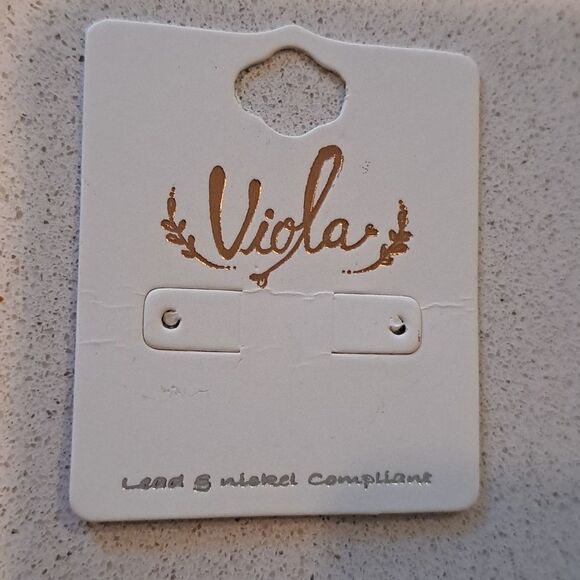 Viola
Lead & nickel Compliant